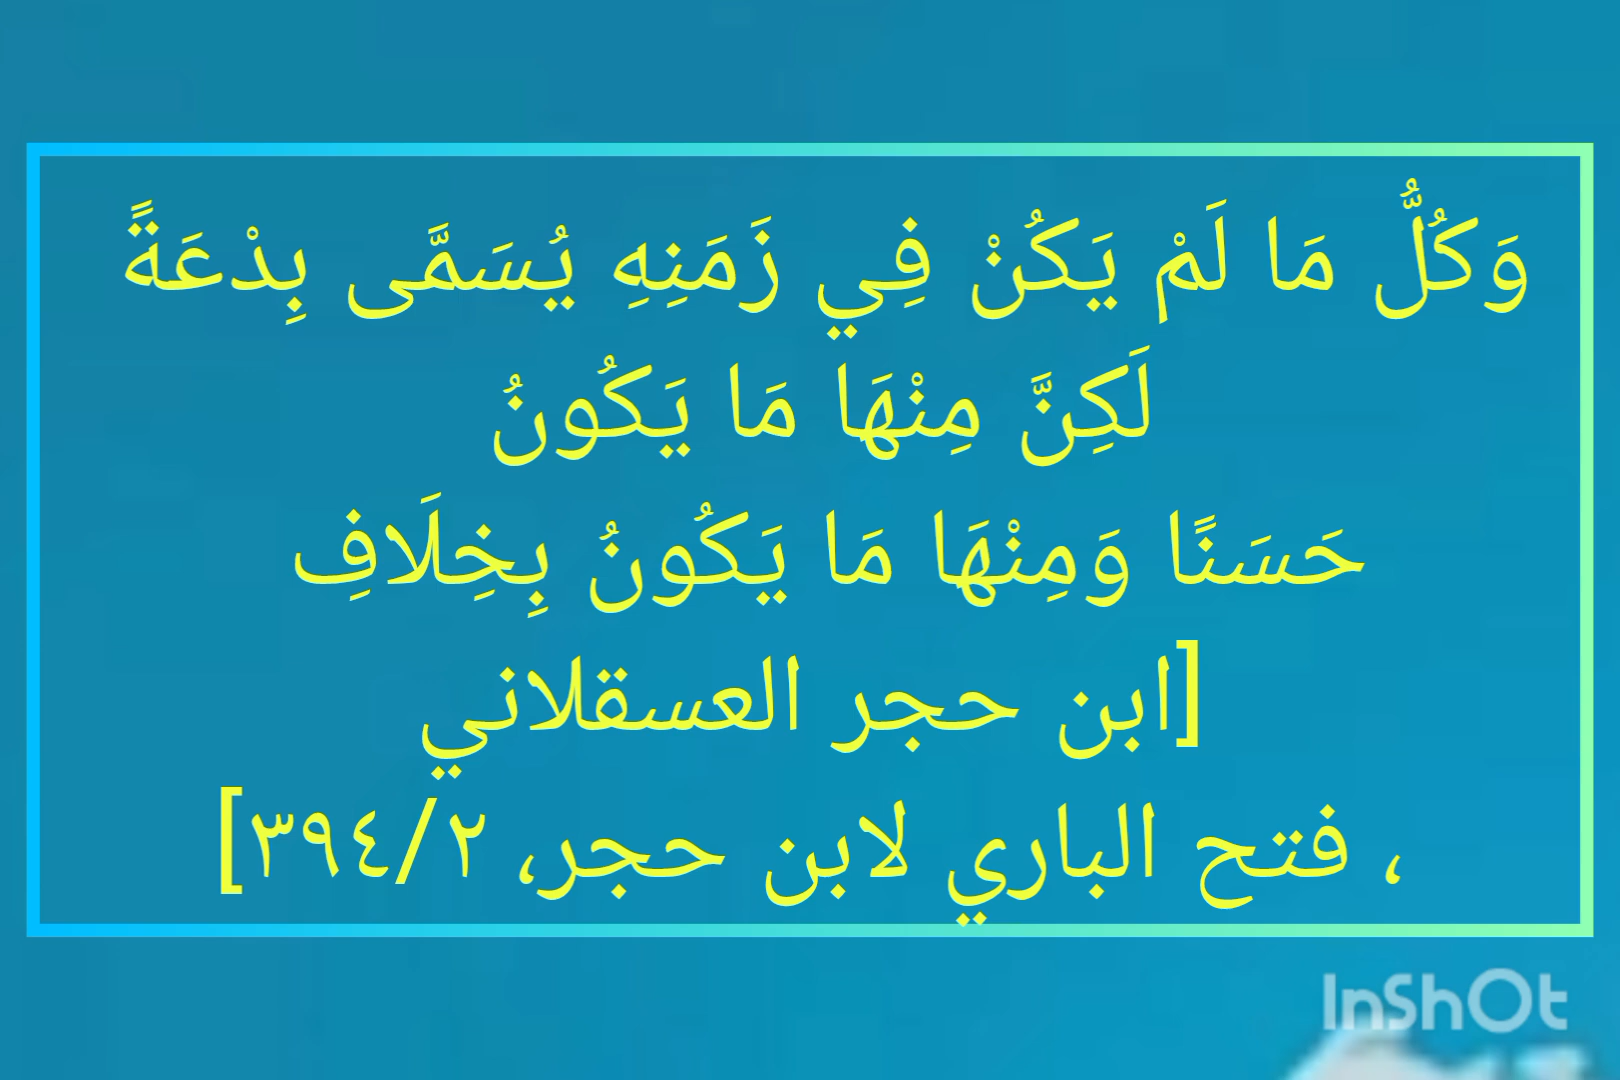 وَكُلُّ مَا لَمْ يَكُنْ فِي زَمَنِهِ يُسَمَّى بِدْعَةً
لَكِنَّ مِنْهَا مَا يَكُونُ
حَسَنًا وَمِنْهَا مَا يَكُونُ بِخِلَافِ
[ابن حجر العسقلاني
، فتح الباري لابن حجر، ٣٩٤/٢]
InShOt